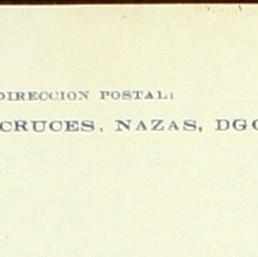 DIRECCION POSTAL:
CRUCES, NAZAS, DGO